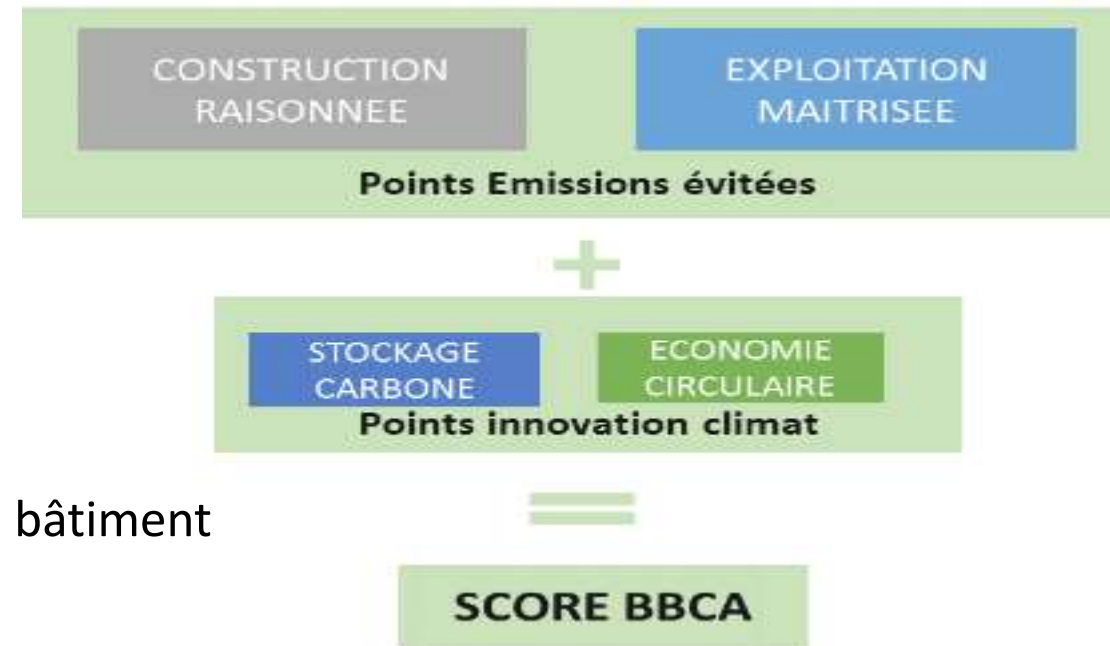 CONSTRUCTION
RAISONNEE
EXPLOITATION
MAITRISEE
Points Emissions évitées
+
STOCKAGE
CARBONE
ECONOMIE
CIRCULAIRE
Points innovation climat
bâtiment
=
SCORE BBCA